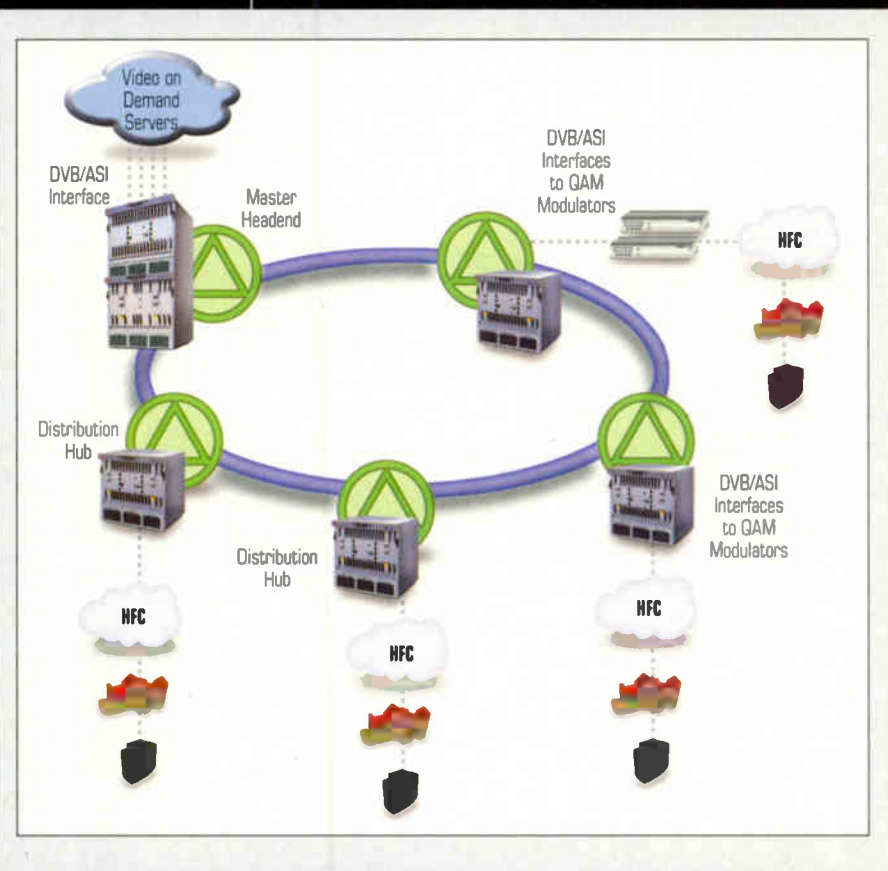 Video on
Demand
Servers
DVB/ASI
Interface
Master
Headend
DVB/ASI
Interfaces
to QAM
Modulators
HFC
Distribution
Hub
Distribution
Hub
DVB/ASI
Interfaces
to QAM
Modulators
HFC
HFC
HFC